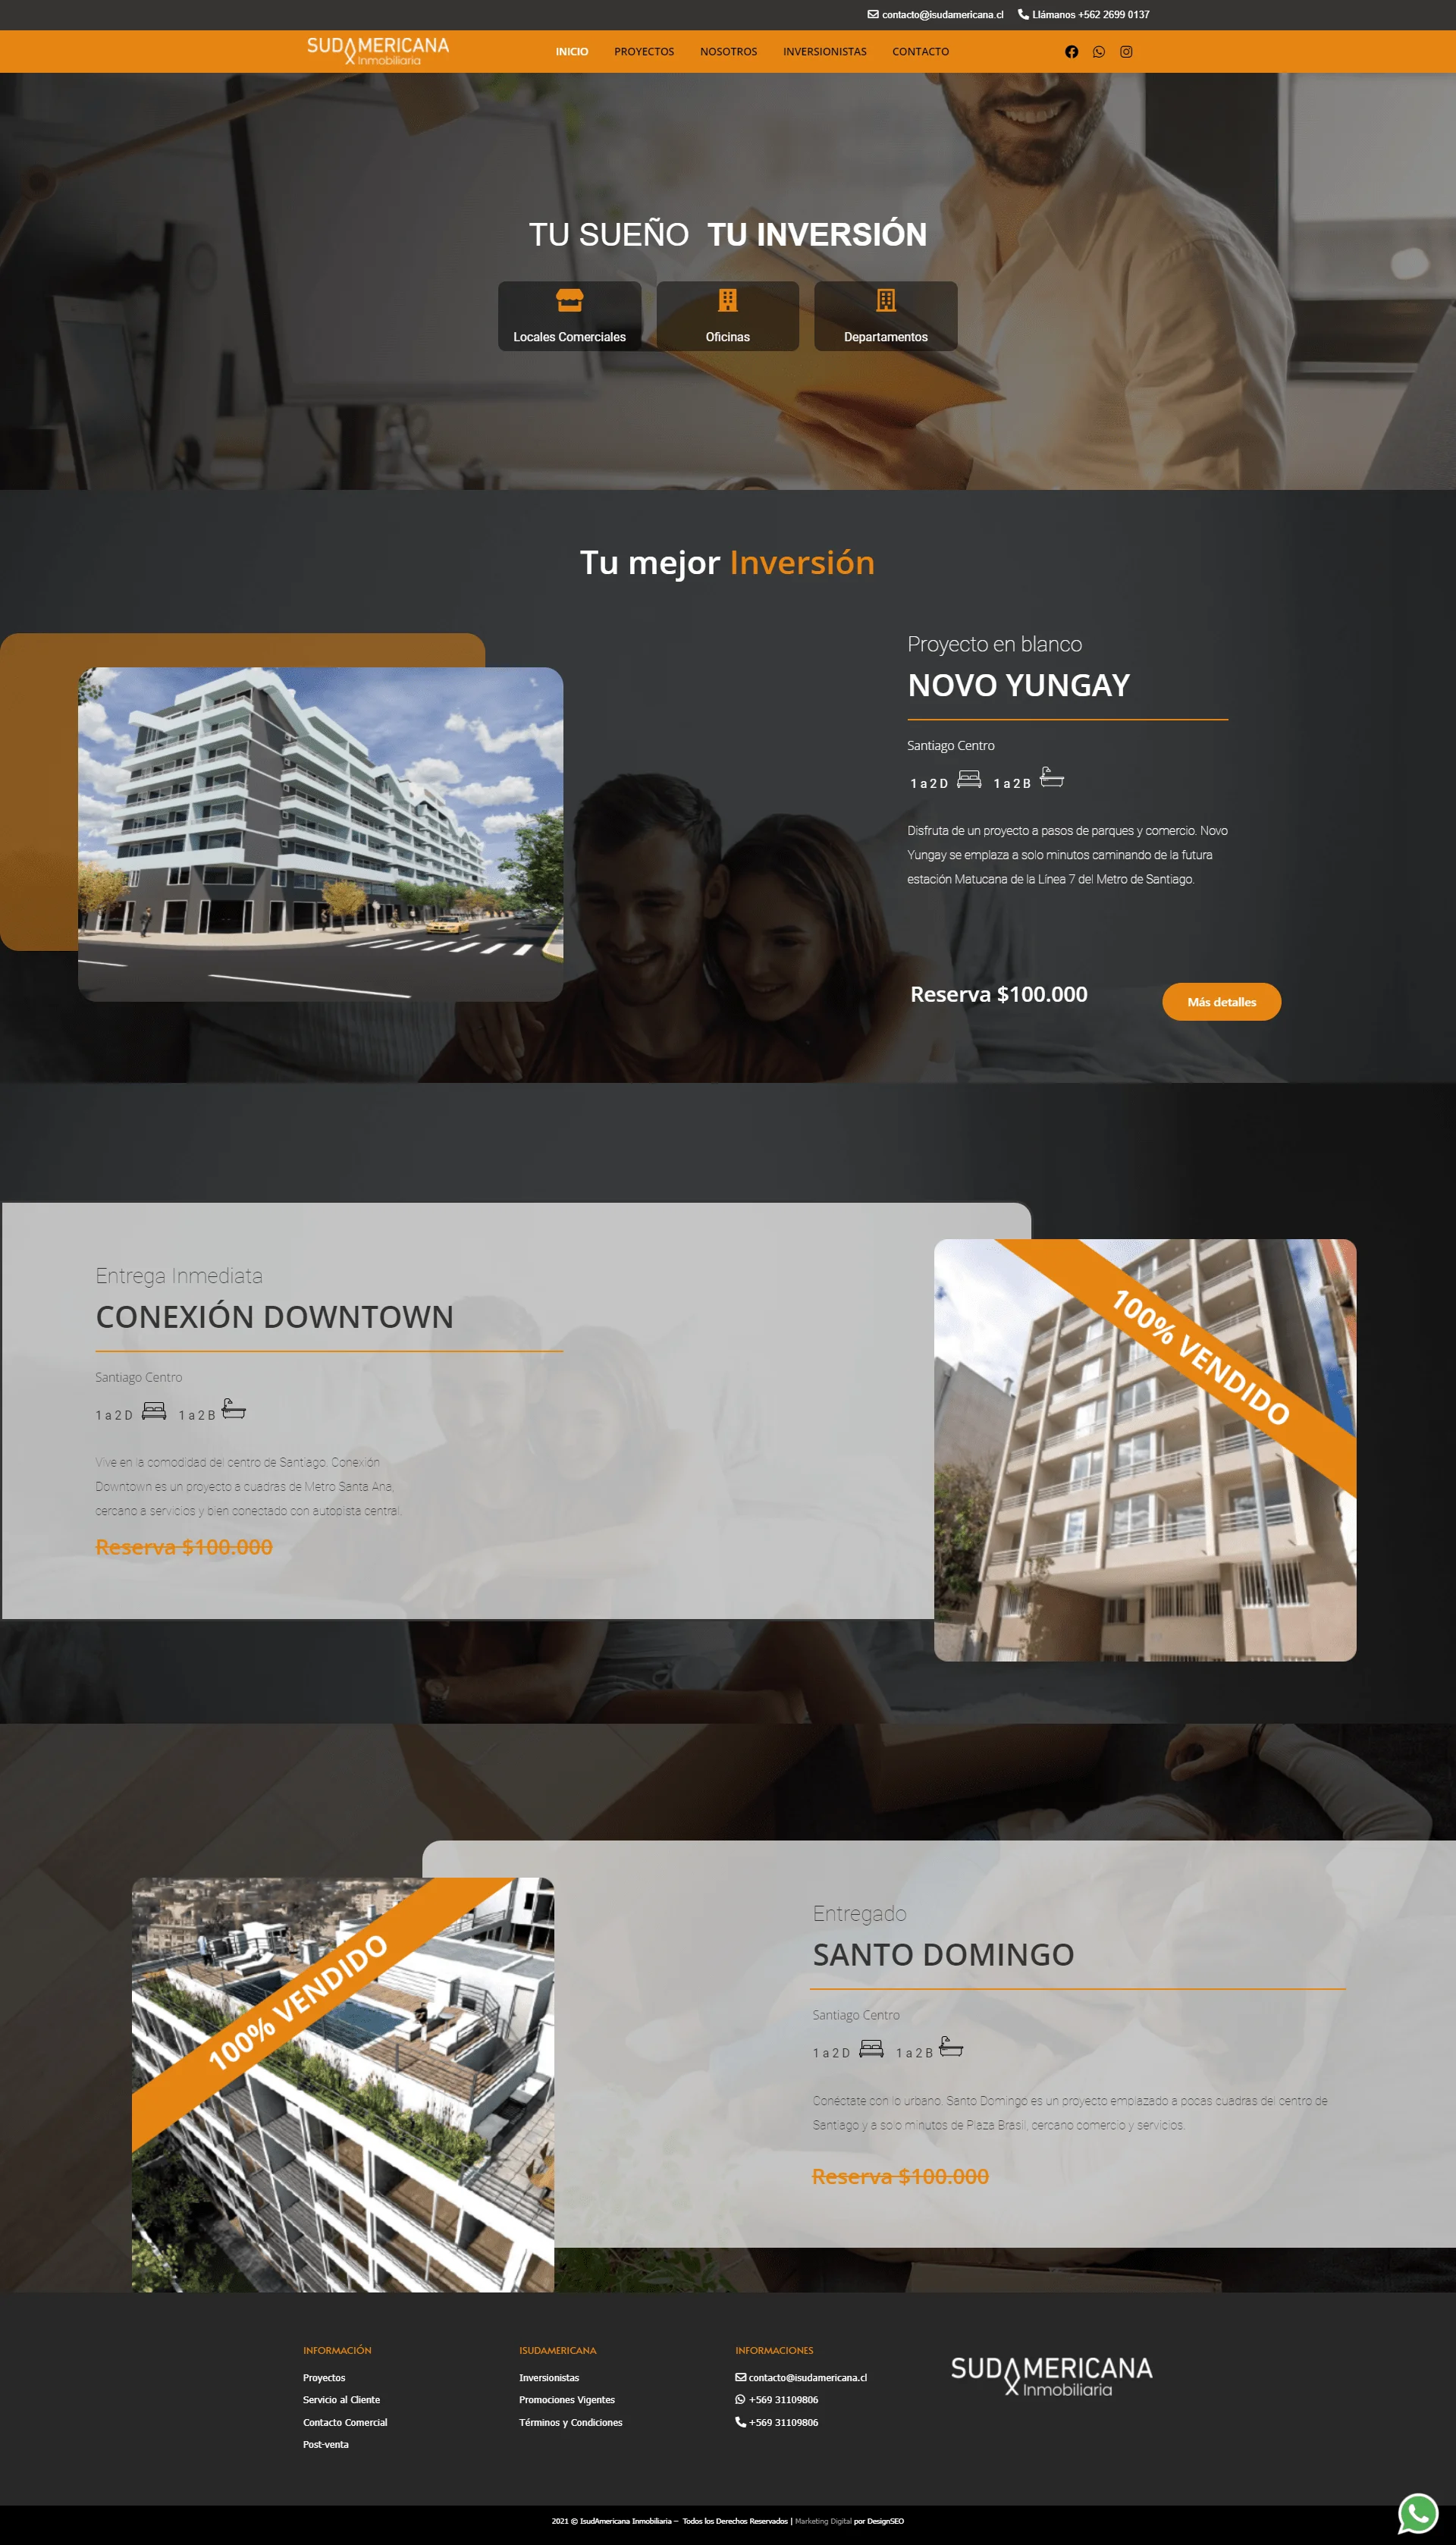 contacto@isudamericana.cl Llámanos +562 2699 0137
SUDAMERICANA
Inmobiliaria
INICIO PROYECTOS NOSOTROS INVERSIONISTAS CONTACTO
TU SUEÑO TU INVERSIÓN
Locales Comerciales Oficinas Departamentos
Tu mejor Inversión
Proyecto en blanco
NOVO YUNGAY
Santiago Centro
1 a 2 D 1 a 2 B
Disfruta de un proyecto a pasos de parques y comercio. Novo
Yungay se emplaza a solo minutos caminando de la futura
estación Matucana de la Línea 7 del Metro de Santiago.
Reserva $100.000
Más detalles
Entrega Inmediata
CONEXIÓN DOWNTOWN
Santiago Centro
1 a 2 D 1 a 2 B
Vive en la comodidad del centro de Santiago. Conexión
Downtown es un proyecto a cuadras de Metro Santa Ana,
cercano a servicios y bien conectado con autopista central.
Reserva $100.000
100% VENDIDO
100% VENDIDO
Entregado
SANTO DOMINGO
Santiago Centro
1 a 2 D 1 a 2 B
Conéctate con lo urbano. Santo Domingo es un proyecto emplazado a pocas cuadras del centro de
Santiago y a solo minutos de Plaza Brasil, cercano comercio y servicios.
Reserva $100.000
INFORMACIÓN
Proyectos
Servicio al Cliente
Contacto Comercial
Post-venta
ISUDAMERICANA
Inversionistas
Promociones Vigentes
Términos y Condiciones
INFORMACIONES
contacto@isudamericana.cl
+569 31109806
+569 31109806
SUDAMERICANA
Inmobiliaria
2021 © IsudAmericana Inmobiliaria – Todos los Derechos Reservados | Marketing Digital por DesignSEO